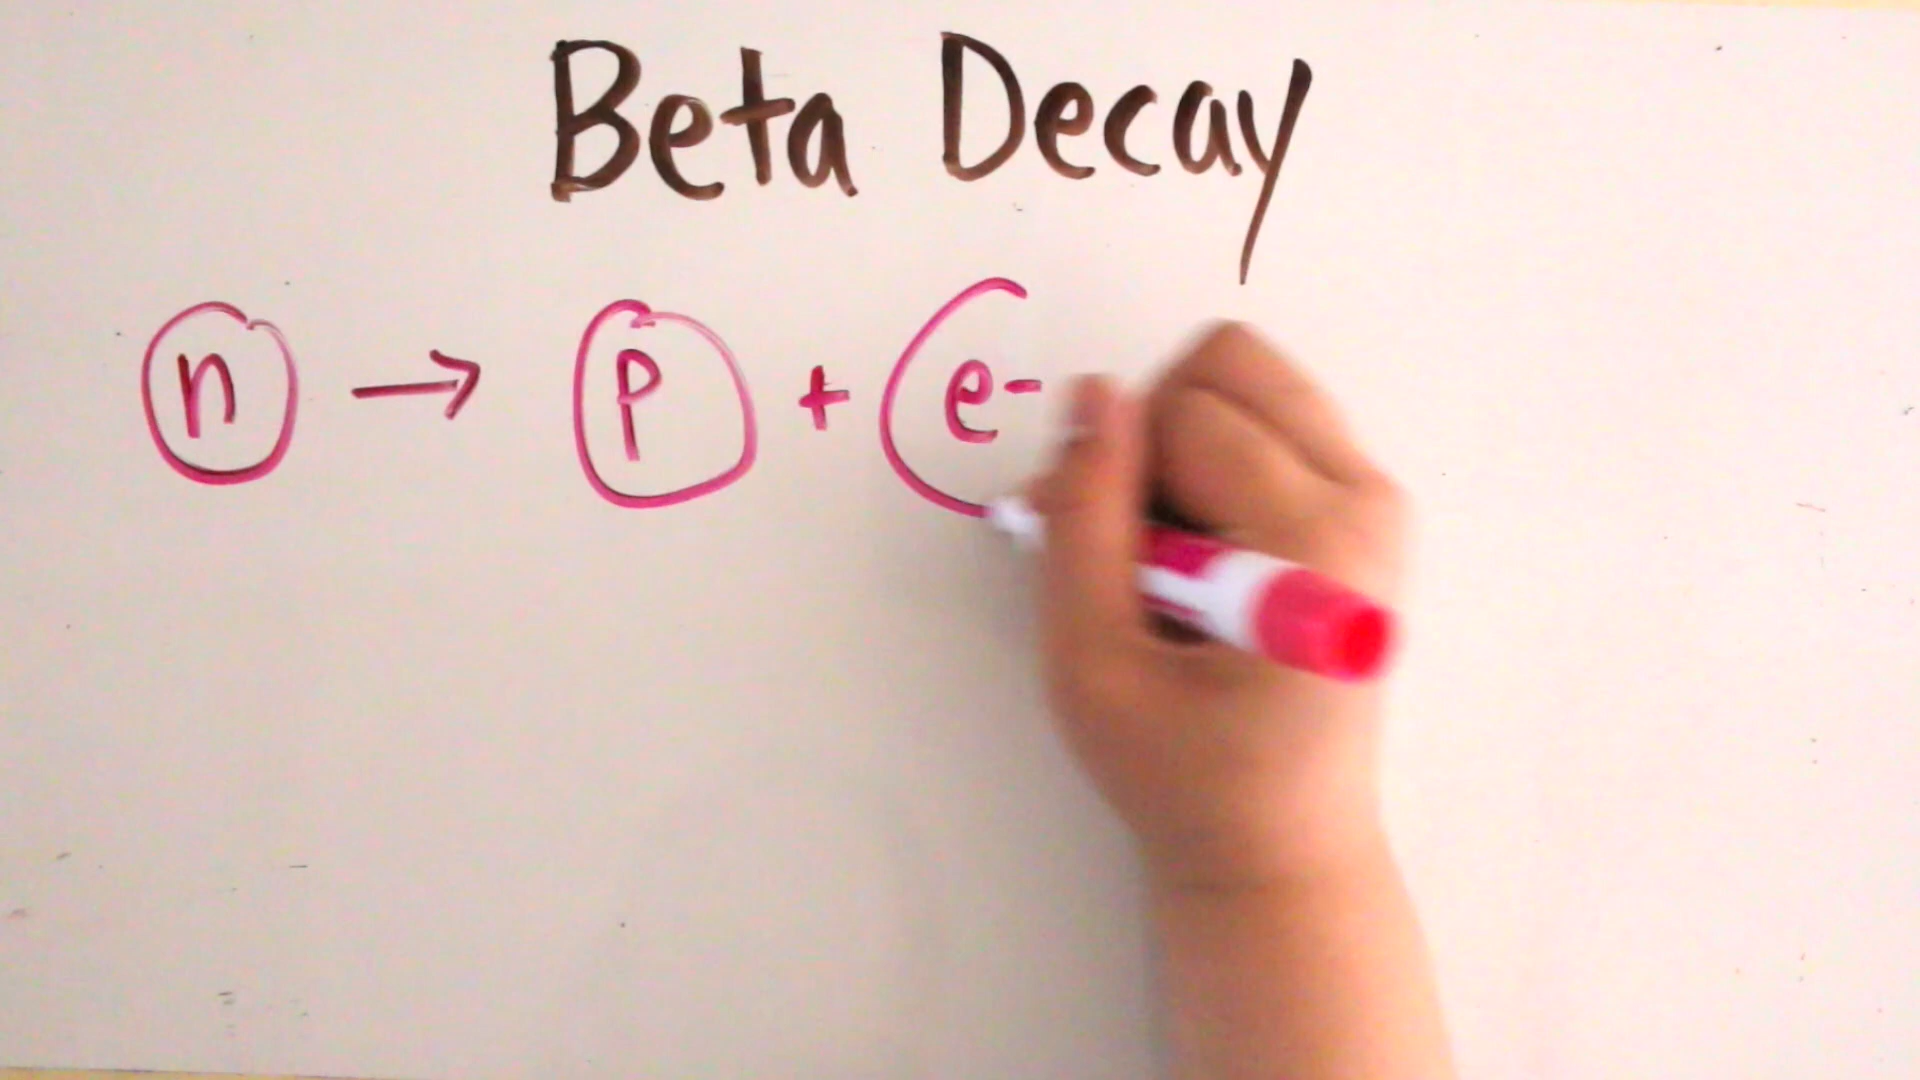 Beta Decay
n → p + e-